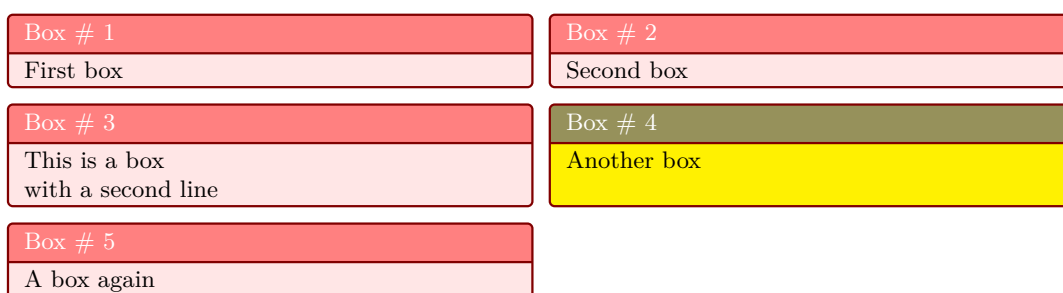 Box # 1
First box
Box # 2
Second box
Box # 3
This is a box
with a second line
Box # 4
Another box
Box # 5
A box again